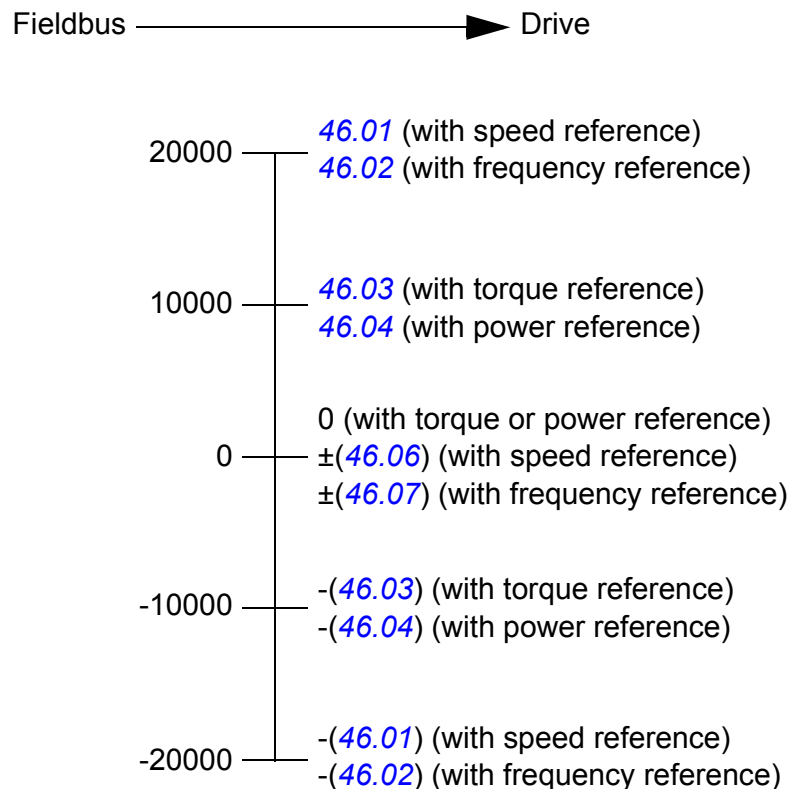 Fieldbus Drive
46.01 (with speed reference)
20000
46.02 (with frequency reference)
46.03 (with torque reference)
10000
46.04 (with power reference)
0 (with torque or power reference)
0 ±(46.06) (with speed reference)
±(46.07) (with frequency reference)
-(46.03) (with torque reference)
-10000
-(46.04) (with power reference)
-(46.01) (with speed reference)
-20000
-(46.02) (with frequency reference)